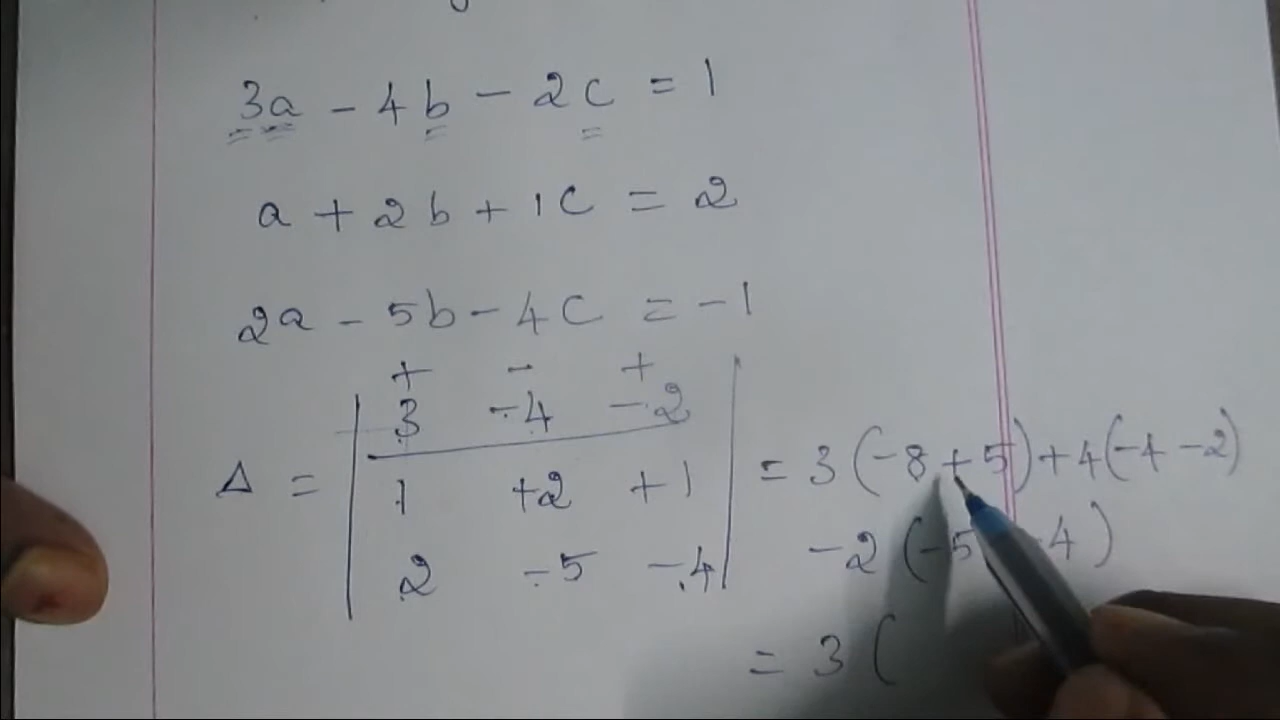 3a - 4b - 2c = 1
a + 2b + 1c = 2
2a - 5b - 4c = -1
+ - +
3 -4 -2
Δ = 1 +2 +1 = 3(-8+5)+4(-4-2)
2 -5 -4 -2(-5 -4)
= 3(